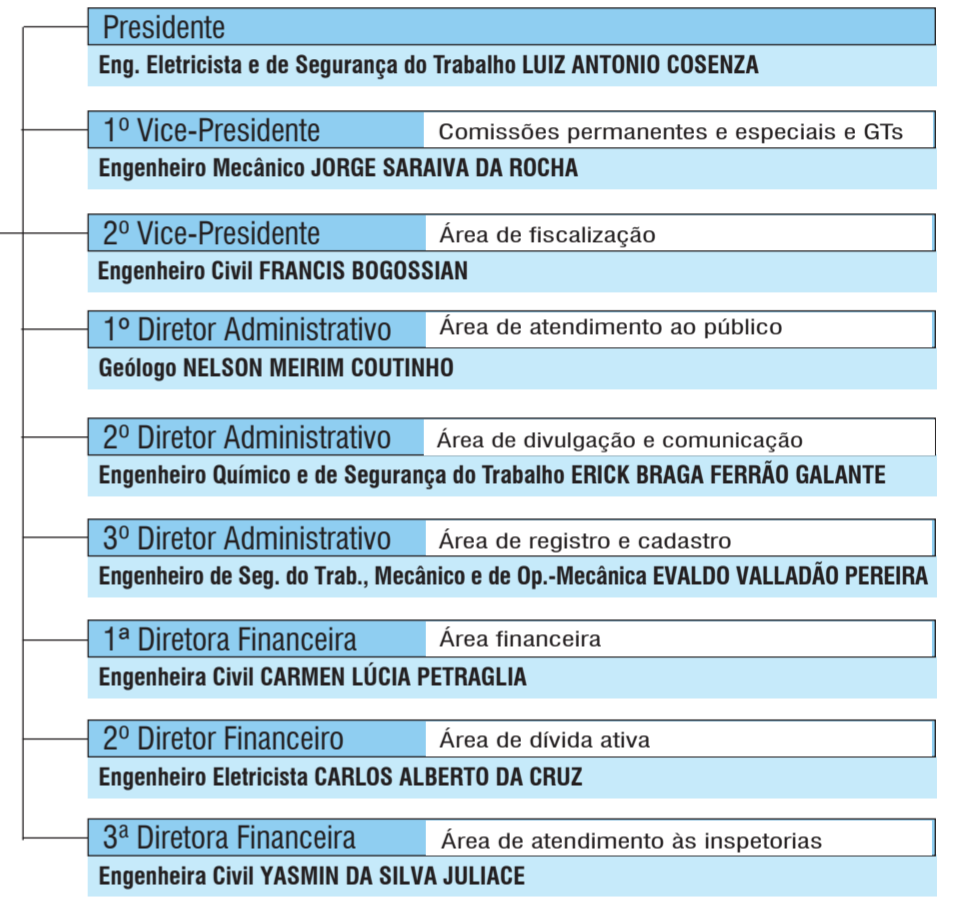 Presidente
Eng. Eletricista e de Segurança do Trabalho LUIZ ANTONIO COSENZA
1º Vice-Presidente Comissões permanentes e especiais e GTs
Engenheiro Mecânico JORGE SARAIVA DA ROCHA
2º Vice-Presidente Área de fiscalização
Engenheiro Civil FRANCIS BOGOSSIAN
1º Diretor Administrativo Área de atendimento ao público
Geólogo NELSON MEIRIM COUTINHO
2º Diretor Administrativo Área de divulgação e comunicação
Engenheiro Químico e de Segurança do Trabalho ERICK BRAGA FERRÃO GALANTE
3º Diretor Administrativo Área de registro e cadastro
Engenheiro de Seg. do Trab., Mecânico e de Op.-Mecânica EVALDO VALLADÃO PEREIRA
1ª Diretora Financeira Área financeira
Engenheira Civil CARMEN LÚCIA PETRAGLIA
2º Diretor Financeiro Área de dívida ativa
Engenheiro Eletricista CARLOS ALBERTO DA CRUZ
3ª Diretora Financeira Área de atendimento às inspetorias
Engenheira Civil YASMIN DA SILVA JULIACE